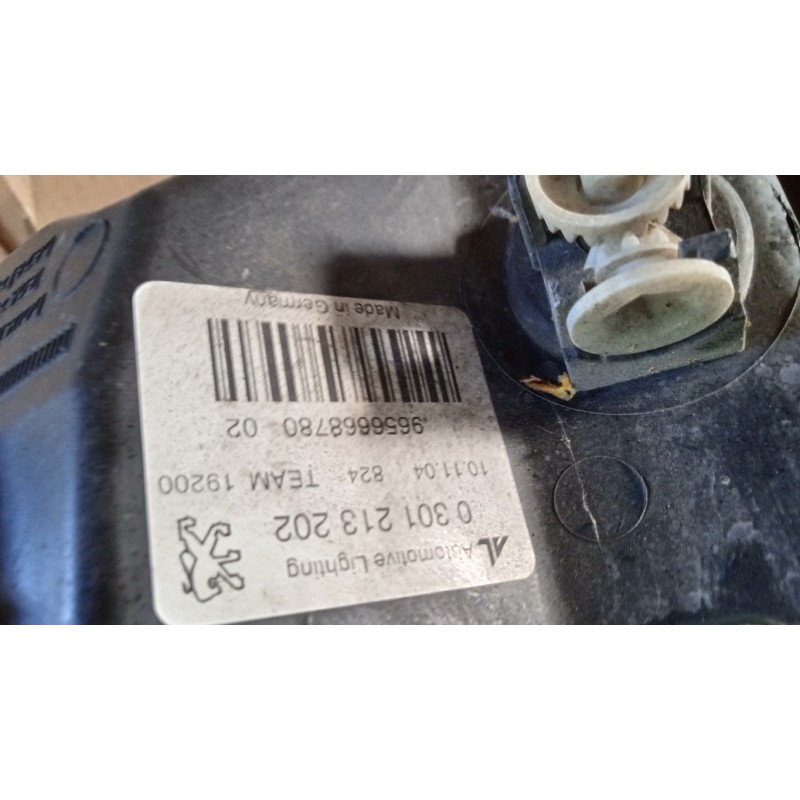 Automotive Lighting
0 301 213 202
10.11.04 824 TEAM 19200
.9656668780 02
Made in Germany